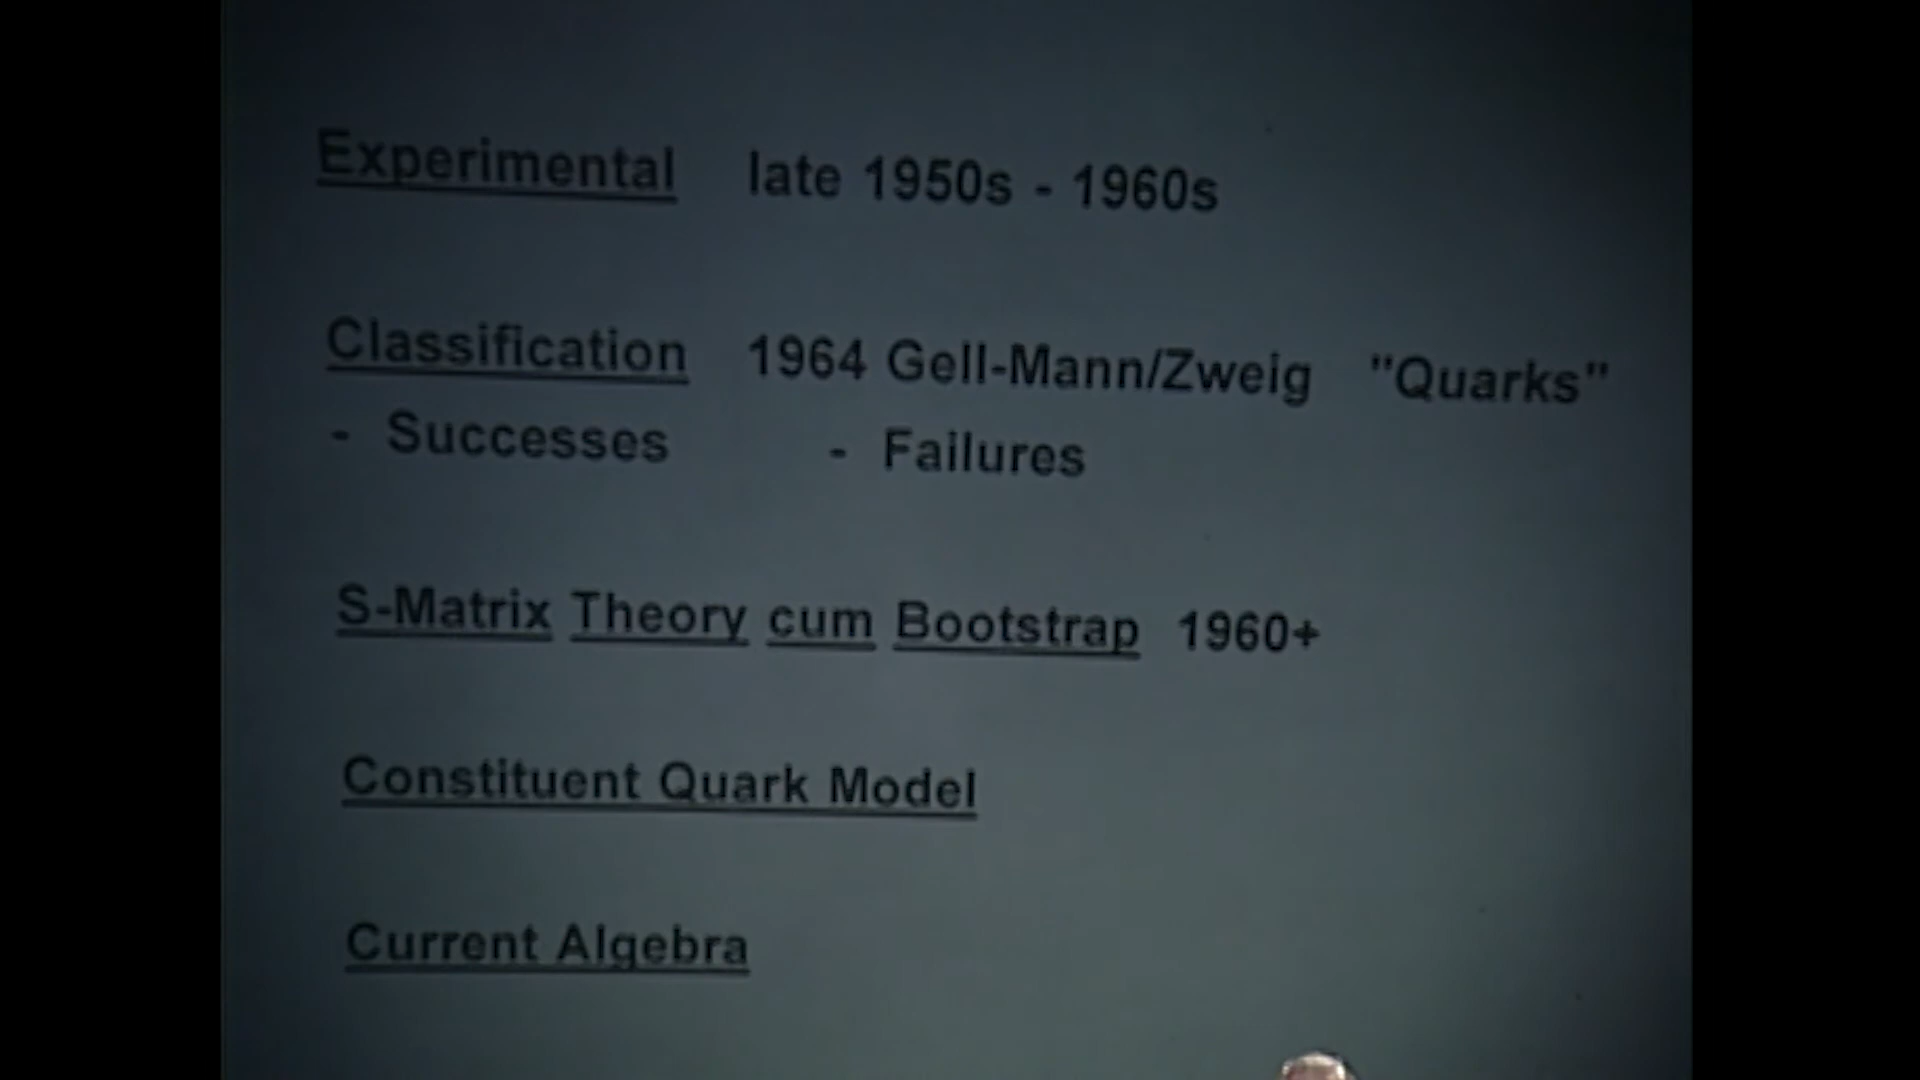 Experimental late 1950s - 1960s
Classification 1964 Gell-Mann/Zweig "Quarks"
- Successes - Failures
S-Matrix Theory cum Bootstrap 1960+
Constituent Quark Model
Current Algebra